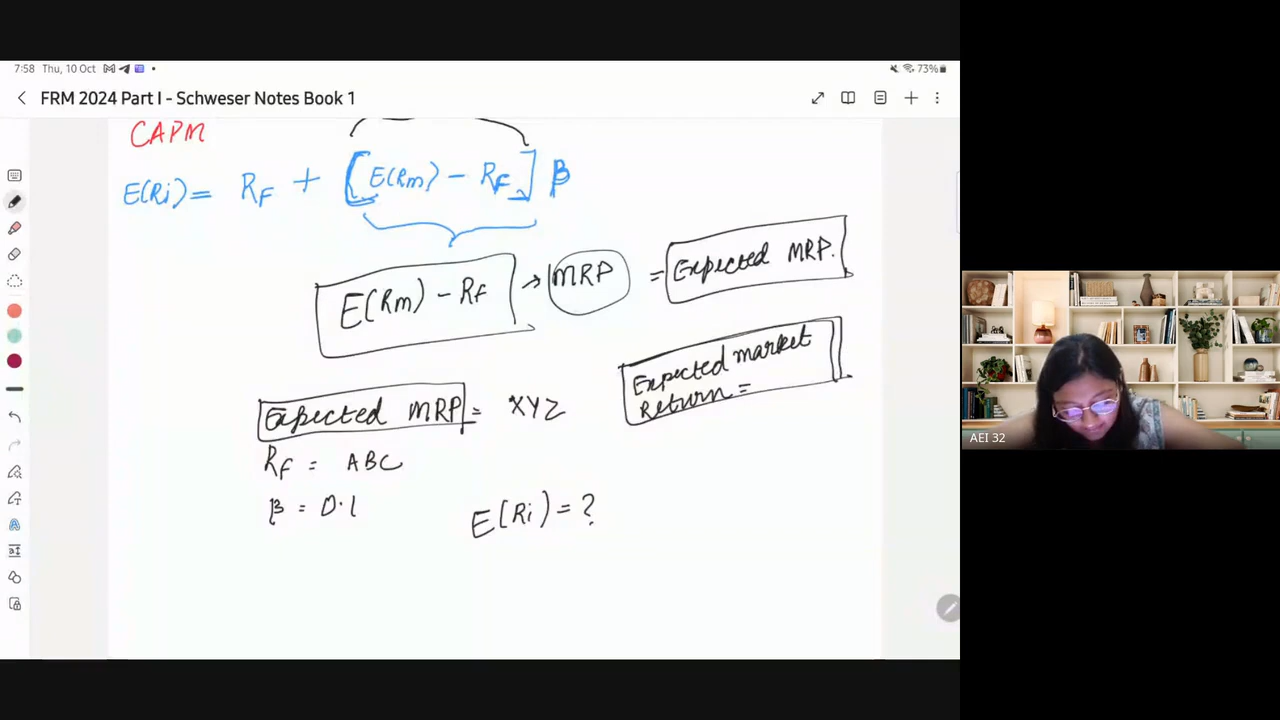 7:58 Thu, 10 Oct
73%
FRM 2024 Part I - Schweser Notes Book 1
CAPM
E(Ri) = RF + [E(Rm) - RF] β
E(Rm) - RF → MRP = Expected MRP.
Expected market
Return =
Expected MRP = XYZ
RF = ABC
β = 0.1
E(Ri) = ?
AEI 32